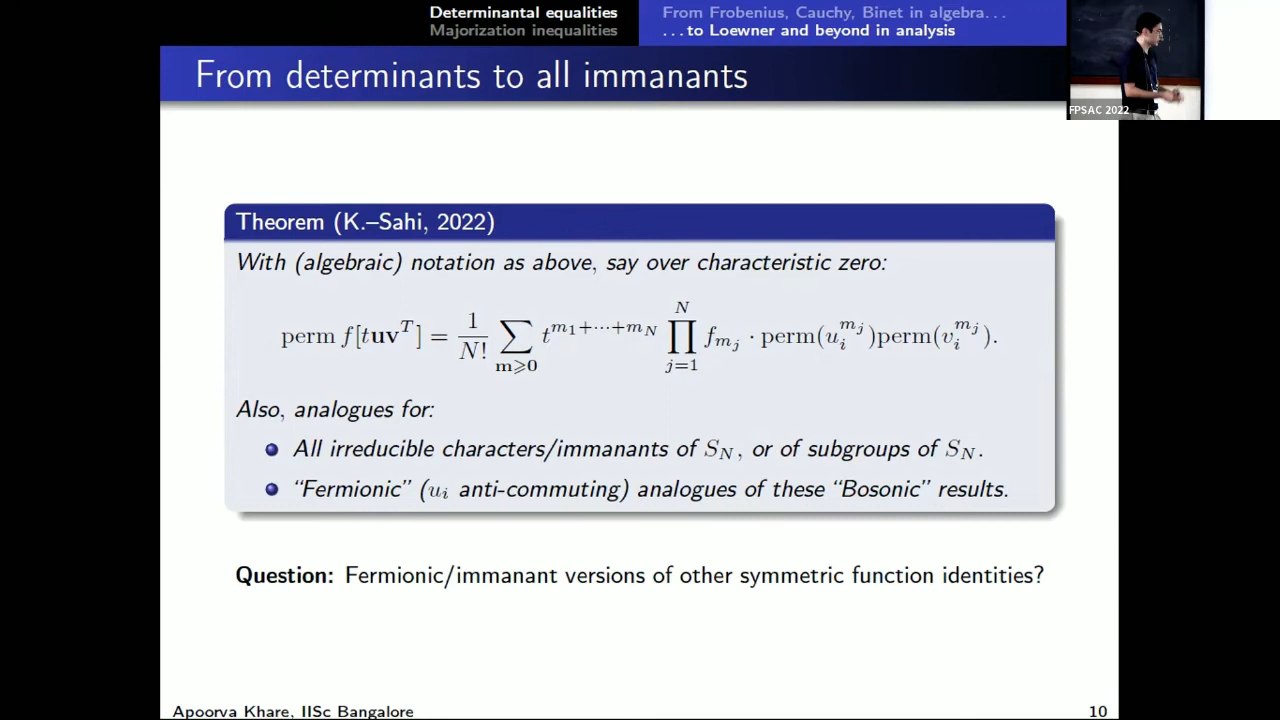 Determinantal equalities
Majorization inequalities
From Frobenius, Cauchy, Binet in algebra...
...to Loewner and beyond in analysis
FPSAC 2022
From determinants to all immanants
Theorem (K.–Sahi, 2022)
With (algebraic) notation as above, say over characteristic zero:
perm f[tuv^T] = 1/N! ∑_{m⩾0} t^{m_1+···+m_N} ∏_{j=1}^{N} f_{m_j} · perm(u_i^{m_j})perm(v_i^{m_j}).
Also, analogues for:
All irreducible characters/immanants of S_N, or of subgroups of S_N.
“Fermionic” (u_i anti-commuting) analogues of these “Bosonic” results.
Question: Fermionic/immanant versions of other symmetric function identities?
Apoorva Khare, IISc Bangalore
10